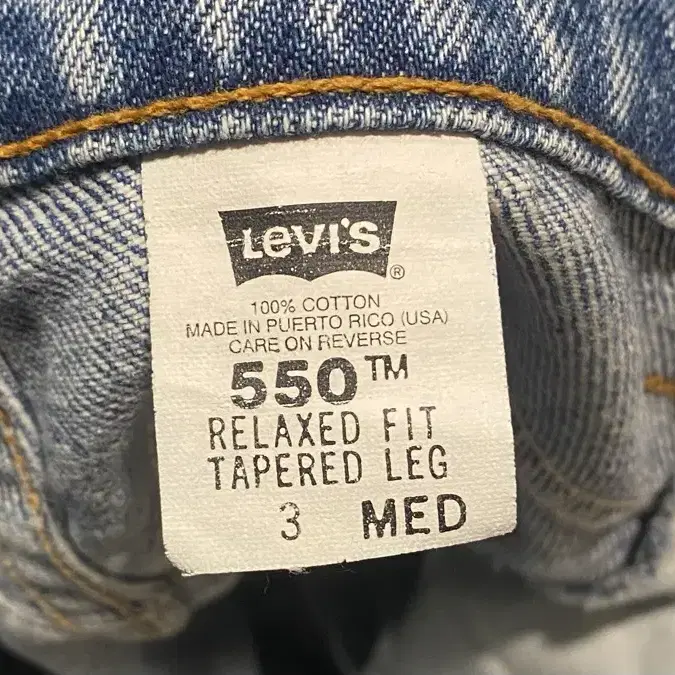 LEVI'S ®
100% COTTON
MADE IN PUERTO RICO (USA)
CARE ON REVERSE
550™
RELAXED FIT
TAPERED LEG
3 MED